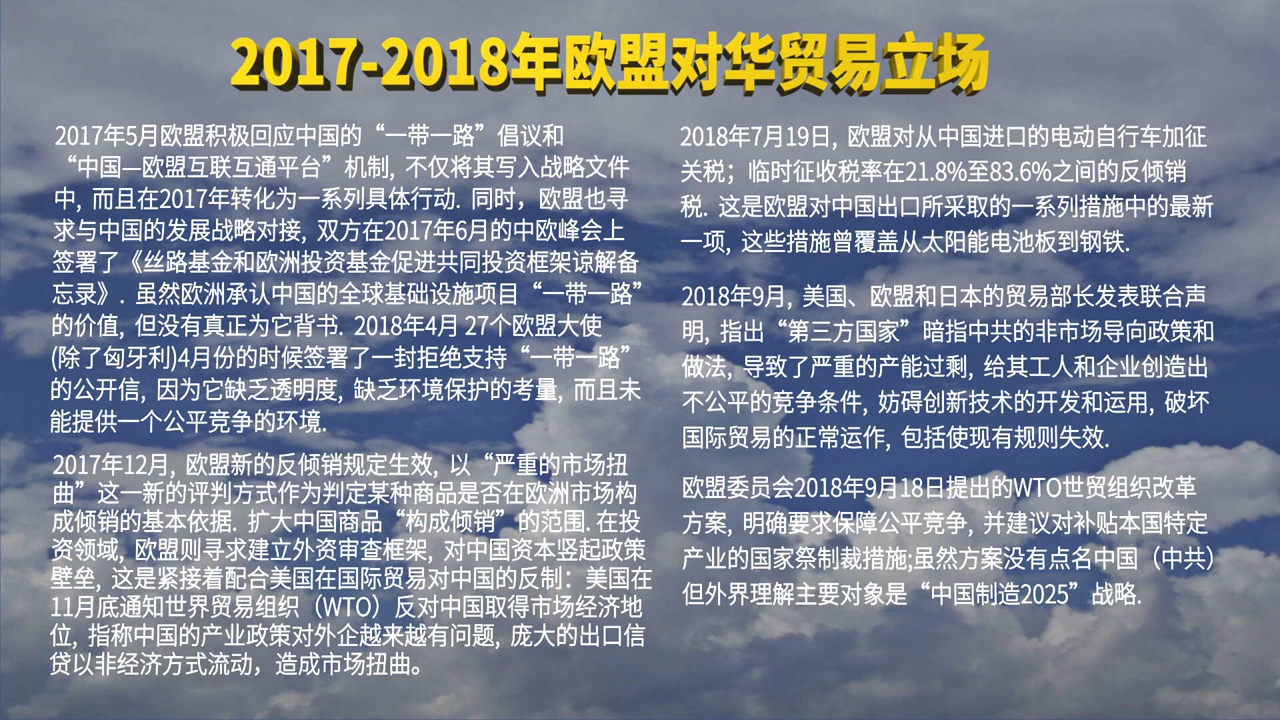 2017-2018年欧盟对华贸易立场
2017年5月欧盟积极回应中国的“一带一路”倡议和
“中国—欧盟互联互通平台”机制, 不仅将其写入战略文件
中, 而且在2017年转化为一系列具体行动. 同时，欧盟也寻
求与中国的发展战略对接, 双方在2017年6月的中欧峰会上
签署了《丝路基金和欧洲投资基金促进共同投资框架谅解备
忘录》. 虽然欧洲承认中国的全球基础设施项目“一带一路”
的价值, 但没有真正为它背书. 2018年4月 27个欧盟大使
(除了匈牙利)4月份的时候签署了一封拒绝支持“一带一路”
的公开信, 因为它缺乏透明度, 缺乏环境保护的考量, 而且未
能提供一个公平竞争的环境.
2017年12月, 欧盟新的反倾销规定生效, 以“严重的市场扭
曲”这一新的评判方式作为判定某种商品是否在欧洲市场构
成倾销的基本依据. 扩大中国商品“构成倾销”的范围. 在投
资领域, 欧盟则寻求建立外资审查框架, 对中国资本竖起政策
壁垒, 这是紧接着配合美国在国际贸易对中国的反制：美国在
11月底通知世界贸易组织（WTO）反对中国取得市场经济地
位, 指称中国的产业政策对外企越来越有问题, 庞大的出口信
贷以非经济方式流动，造成市场扭曲。
2018年7月19日, 欧盟对从中国进口的电动自行车加征
关税；临时征收税率在21.8%至83.6%之间的反倾销
税. 这是欧盟对中国出口所采取的一系列措施中的最新
一项, 这些措施曾覆盖从太阳能电池板到钢铁.
2018年9月, 美国、欧盟和日本的贸易部长发表联合声
明, 指出“第三方国家”暗指中共的非市场导向政策和
做法, 导致了严重的产能过剩, 给其工人和企业创造出
不公平的竞争条件, 妨碍创新技术的开发和运用, 破坏
国际贸易的正常运作, 包括使现有规则失效.
欧盟委员会2018年9月18日提出的WTO世贸组织改革
方案, 明确要求保障公平竞争, 并建议对补贴本国特定
产业的国家祭制裁措施;虽然方案没有点名中国（中共）
但外界理解主要对象是“中国制造2025”战略.